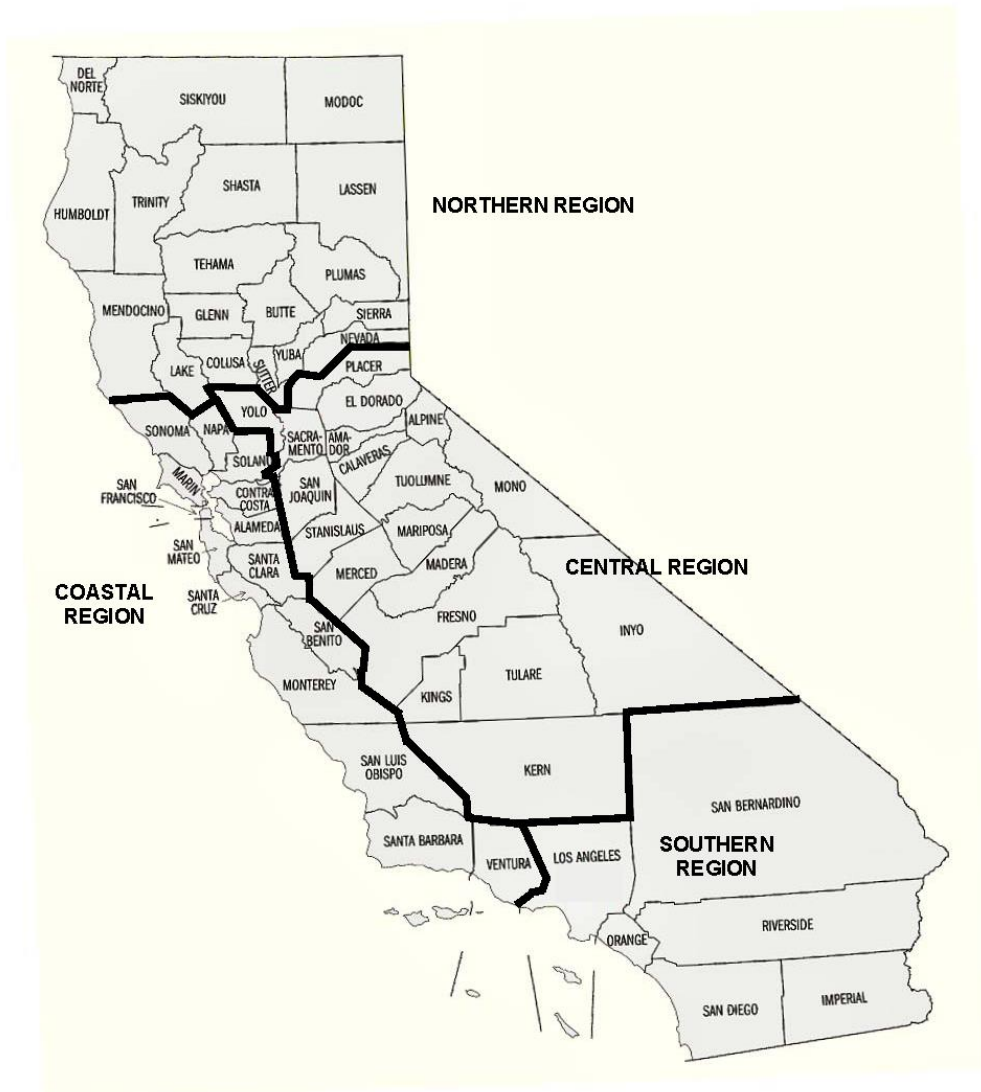 DEL
NORTE
SISKIYOU
MODOC
HUMBOLDT
TRINITY
SHASTA
LASSEN
NORTHERN REGION
TEHAMA
PLUMAS
MENDOCINO
GLENN
BUTTE
SIERRA
LAKE
COLUSA
SUTTER
YUBA
NEVADA
PLACER
SONOMA
NAPA
YOLO
EL DORADO
SACRA-
MENTO
AMA-
DOR
ALPINE
SOLANO
CALAVERAS
MARIN
SAN
FRANCISCO
CONTRA
COSTA
SAN
JOAQUIN
TUOLUMNE
MONO
ALAMEDA
STANISLAUS
MARIPOSA
SAN
MATEO
SANTA
CLARA
MERCED
MADERA
CENTRAL REGION
COASTAL
REGION
SANTA
CRUZ
SAN
BENITO
FRESNO
INYO
MONTEREY
KINGS
TULARE
SAN LUIS
OBISPO
KERN
SAN BERNARDINO
SANTA BARBARA
VENTURA
LOS ANGELES
SOUTHERN
REGION
ORANGE
RIVERSIDE
SAN DIEGO
IMPERIAL